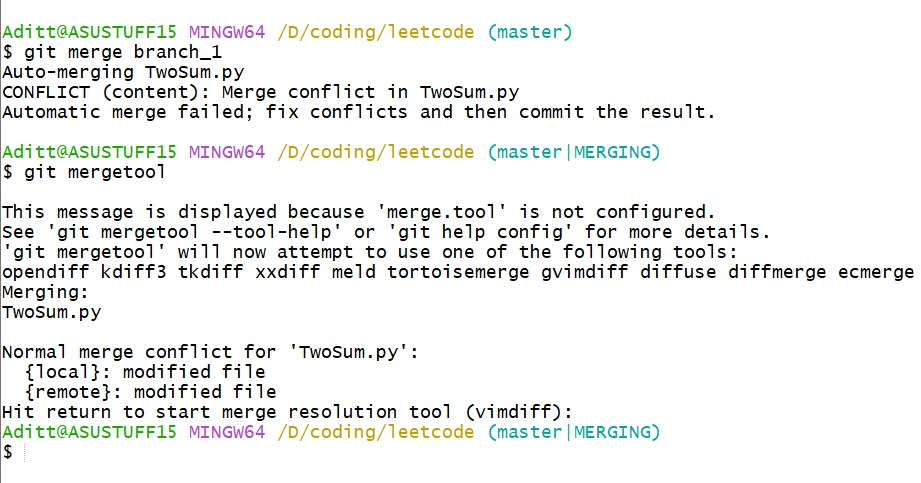 Aditt@ASUSTUFF15 MINGW64 /D/coding/leetcode (master)
$ git merge branch_1
Auto-merging TwoSum.py
CONFLICT (content): Merge conflict in TwoSum.py
Automatic merge failed; fix conflicts and then commit the result.

Aditt@ASUSTUFF15 MINGW64 /D/coding/leetcode (master|MERGING)
$ git mergetool

This message is displayed because 'merge.tool' is not configured.
See 'git mergetool --tool-help' or 'git help config' for more details.
'git mergetool' will now attempt to use one of the following tools:
opendiff kdiff3 tkdiff xxdiff meld tortoisemerge gvimdiff diffuse diffmerge ecmerge
Merging:
TwoSum.py

Normal merge conflict for 'TwoSum.py':
  {local}: modified file
  {remote}: modified file
Hit return to start merge resolution tool (vimdiff):
Aditt@ASUSTUFF15 MINGW64 /D/coding/leetcode (master|MERGING)
$